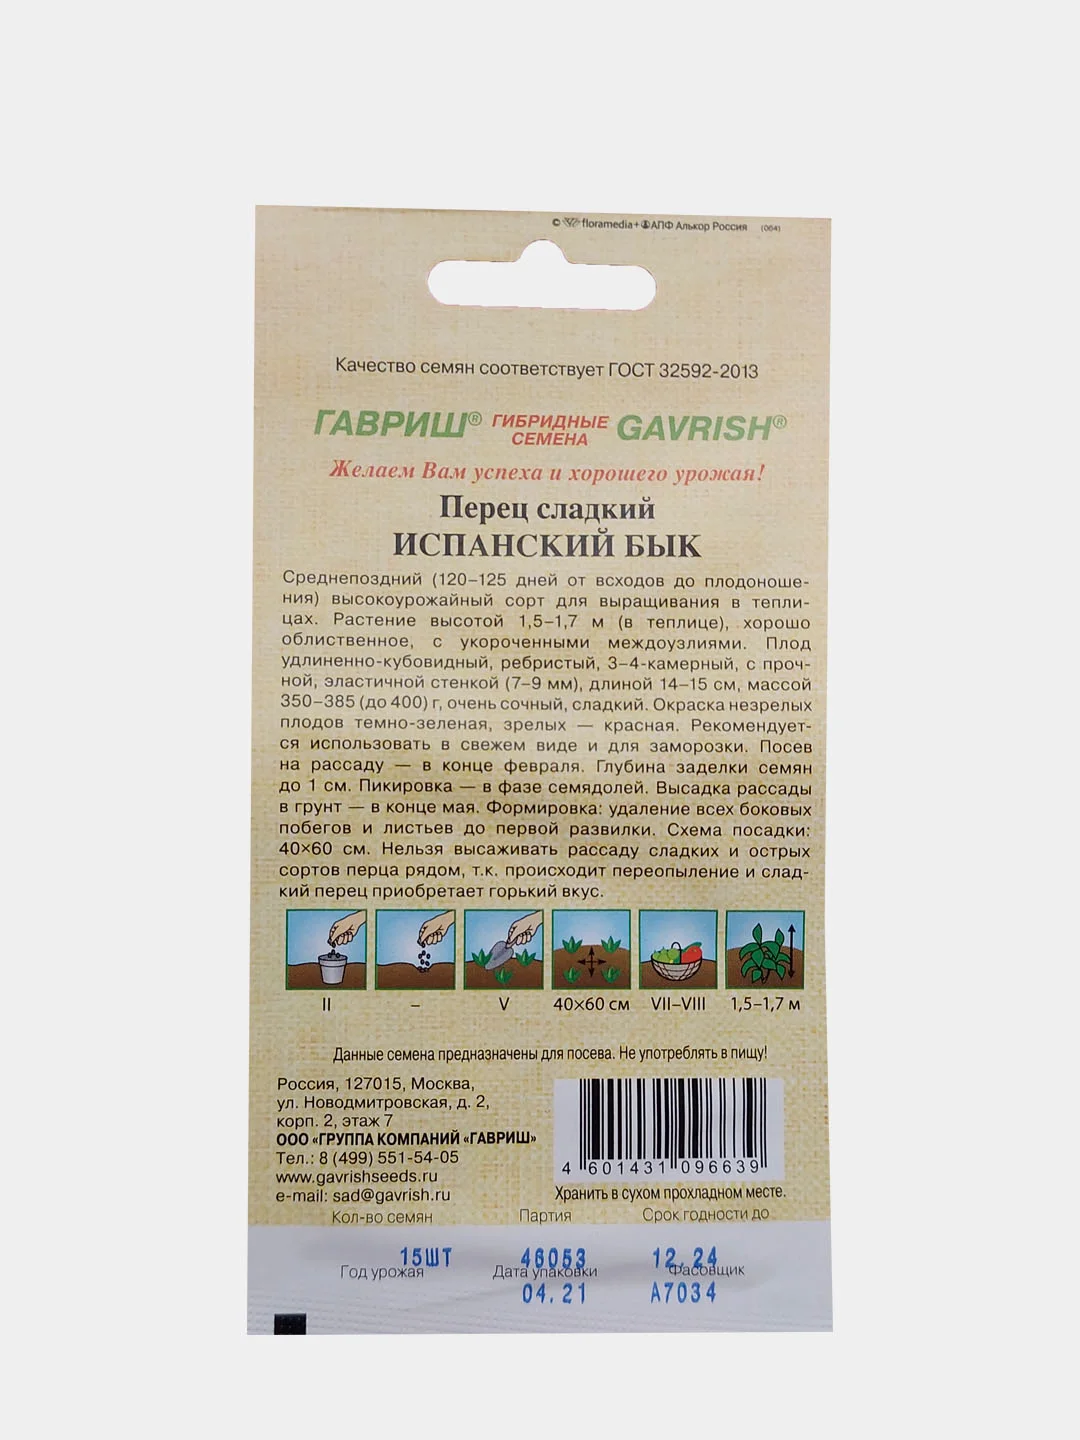 © floramedia+АПФ Алькор Россия (064)
Качество семян соответствует ГОСТ 32592-2013
ГАВРИШ® ГИБРИДНЫЕ СЕМЕНА GAVRISH®
Желаем Вам успеха и хорошего урожая!
Перец сладкий
ИСПАНСКИЙ БЫК
Среднепоздний (120–125 дней от всходов до плодоноше-
ния) высокоурожайный сорт для выращивания в тепли-
цах. Растение высотой 1,5–1,7 м (в теплице), хорошо
облиственное, с укороченными междоузлиями. Плод
удлиненно-кубовидный, ребристый, 3–4-камерный, с проч-
ной, эластичной стенкой (7–9 мм), длиной 14–15 см, массой
350–385 (до 400) г, очень сочный, сладкий. Окраска незрелых
плодов темно-зеленая, зрелых — красная. Рекомендует-
ся использовать в свежем виде и для заморозки. Посев
на рассаду — в конце февраля. Глубина заделки семян
до 1 см. Пикировка — в фазе семядолей. Высадка рассады
в грунт — в конце мая. Формировка: удаление всех боковых
побегов и листьев до первой развилки. Схема посадки:
40×60 см. Нельзя высаживать рассаду сладких и острых
сортов перца рядом, т.к. происходит переопыление и слад-
кий перец приобретает горький вкус.
II – V 40×60 см VII–VIII 1,5–1,7 м
Данные семена предназначены для посева. Не употреблять в пищу!
Россия, 127015, Москва,
ул. Новодмитровская, д. 2,
корп. 2, этаж 7
ООО «ГРУППА КОМПАНИЙ «ГАВРИШ»
Тел.: 8 (499) 551-54-05
www.gavrishseeds.ru
e-mail: sad@gavrish.ru
4 601431 096639
Хранить в сухом прохладном месте.
Кол-во семян Партия Срок годности до
15ШТ 46053 12.24
Год урожая Дата упаковки Фасовщик
04.21 А7034